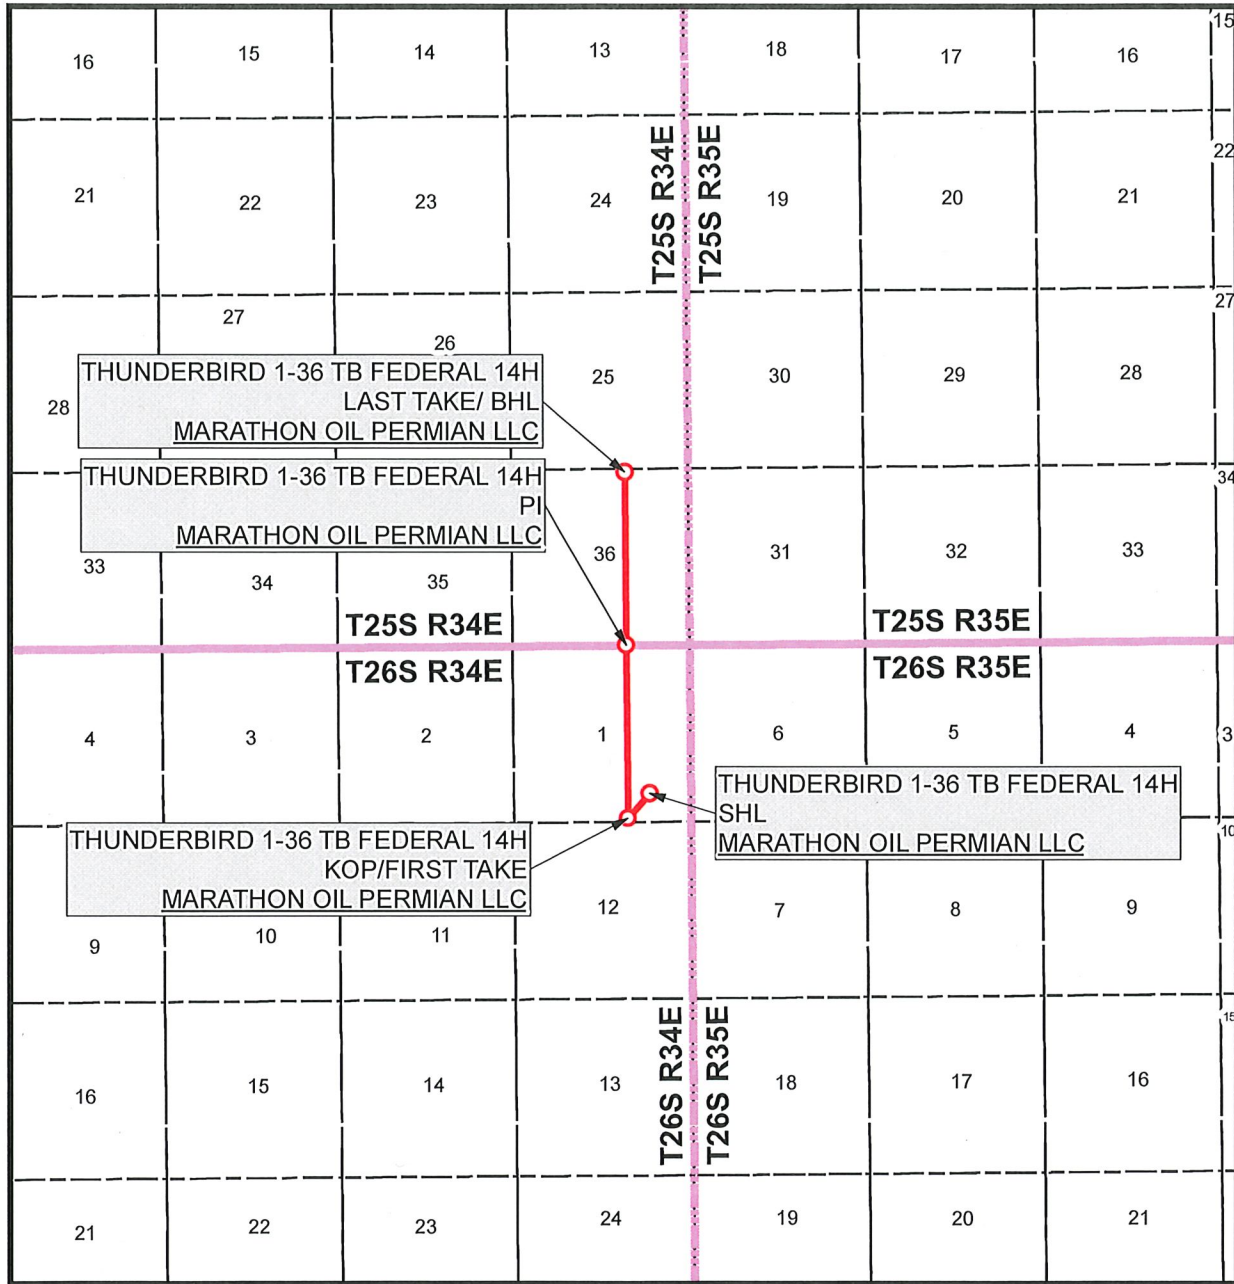 16 15 14 13 18 17 16 15
21 22 23 24 19 20 21 22
T25S R34E
T25S R35E
27 26 25 30 29 28 27
28
THUNDERBIRD 1-36 TB FEDERAL 14H
LAST TAKE/ BHL
MARATHON OIL PERMIAN LLC
THUNDERBIRD 1-36 TB FEDERAL 14H
PI
MARATHON OIL PERMIAN LLC
33 34 35 36 31 32 33 34
T25S R34E
T25S R35E
T26S R34E
T26S R35E
4 3 2 1 6 5 4 3
THUNDERBIRD 1-36 TB FEDERAL 14H
SHL
MARATHON OIL PERMIAN LLC
THUNDERBIRD 1-36 TB FEDERAL 14H
KOP/FIRST TAKE
MARATHON OIL PERMIAN LLC
9 10 11 12 7 8 9 10
T26S R34E
T26S R35E
16 15 14 13 18 17 16 15
21 22 23 24 19 20 21